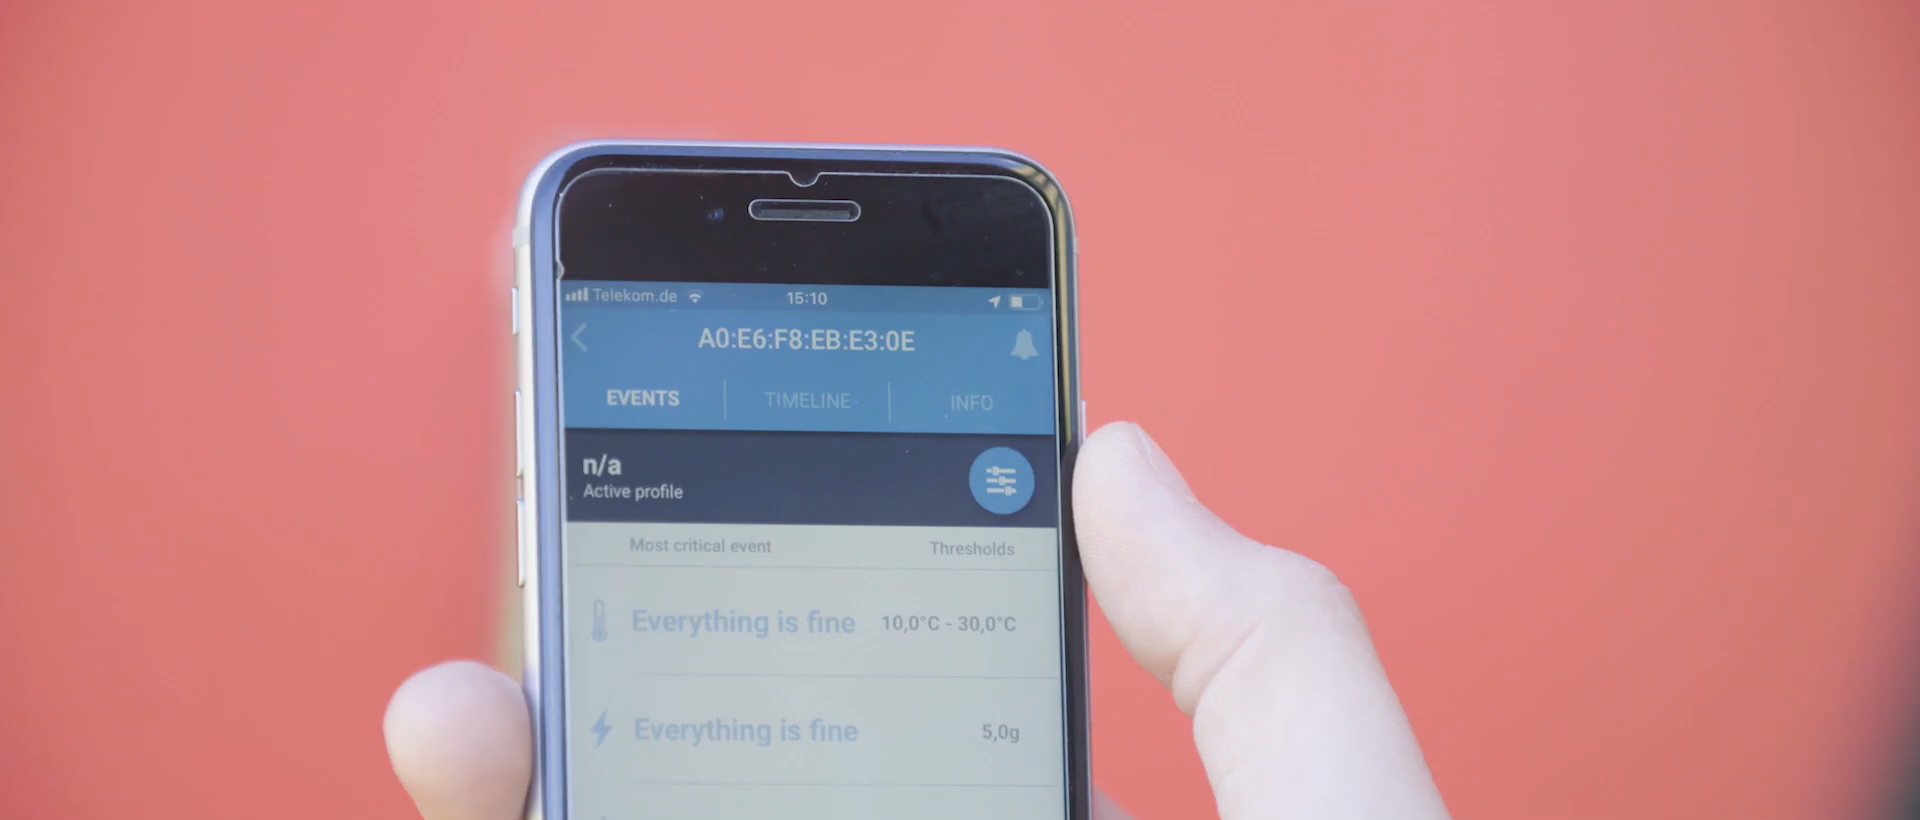 Telekom.de 15:10
A0:E6:F8:EB:E3:0E
EVENTS TIMELINE INFO
n/a
Active profile
Most critical event Thresholds
Everything is fine 10,0°C - 30,0°C
Everything is fine 5,0g